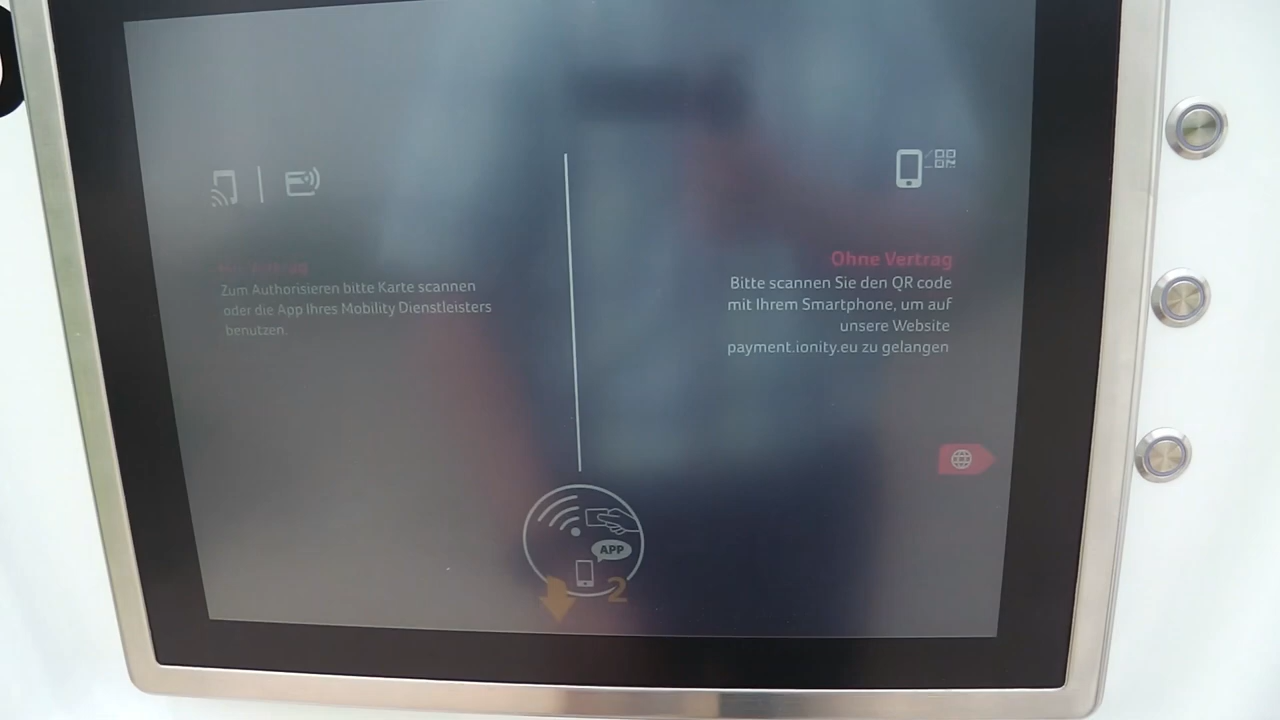 Zum Authorisieren bitte Karte scannen
oder die App Ihres Mobility Dienstleisters
benutzen.
Ohne Vertrag
Bitte scannen Sie den QR code
mit Ihrem Smartphone, um auf
unsere Website
payment.ionity.eu zu gelangen
APP
2